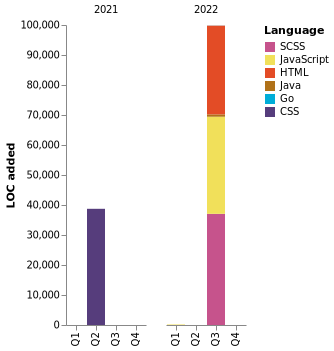 2021 2022
Language
SCSS
JavaScript
HTML
Java
Go
CSS
LOC added
100,000
90,000
80,000
70,000
60,000
50,000
40,000
30,000
20,000
10,000
0
Q1 Q2 Q3 Q4 Q1 Q2 Q3 Q4